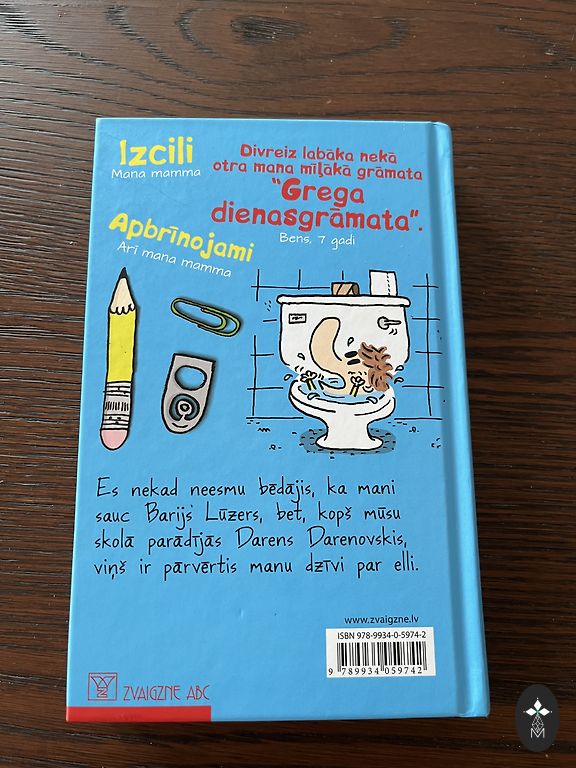 Izcili
Mana mamma
Divreiz labāka nekā
otra mana mīļākā grāmata
"Grega
dienasgrāmata".
Bens, 7 gadi
Apbrīnojami
Arī mana mamma
Es nekad neesmu bēdājis, ka mani
sauc Barijs Lūzers, bet, kopš mūsu
skolā parādījās Darens Darenovskis,
viņš ir pārvērtis manu dzīvi par elli.
www.zvaigzne.lv
ISBN 978-9934-0-5974-2
9 789934 059742
ZVAIGZNE ABC
M